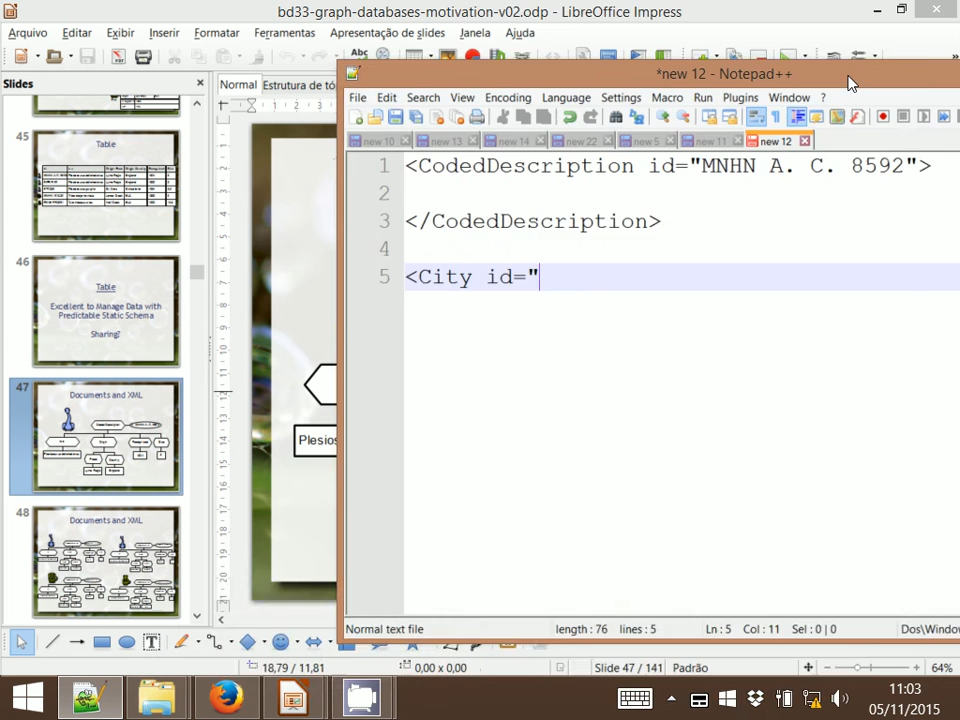 bd33-graph-databases-motivation-v02.odp - LibreOffice Impress
Arquivo Editar Exibir Inserir Formatar Ferramentas Apresentação de slides Janela Ajuda
Slides
Normal Estrutura de tó
45
Table
46
Table
Excellent to Manage Data with
Predictable Static Schema
Sharing?
47
Documents and XML
48
Documents and XML
Plesios
*new 12 - Notepad++
File Edit Search View Encoding Language Settings Macro Run Plugins Window ?
new 10 new 13 new 14 new 22 new 5 new 11 new 12
1 <CodedDescription id="MNHN A. C. 8592">
2
3 </CodedDescription>
4
5 <City id="
Normal text file length : 76 lines : 5 Ln : 5 Col : 11 Sel : 0 | 0 Dos\Window
18,79 / 11,81 0,00 x 0,00 Slide 47 / 141 Padrão 64%
11:03
05/11/2015